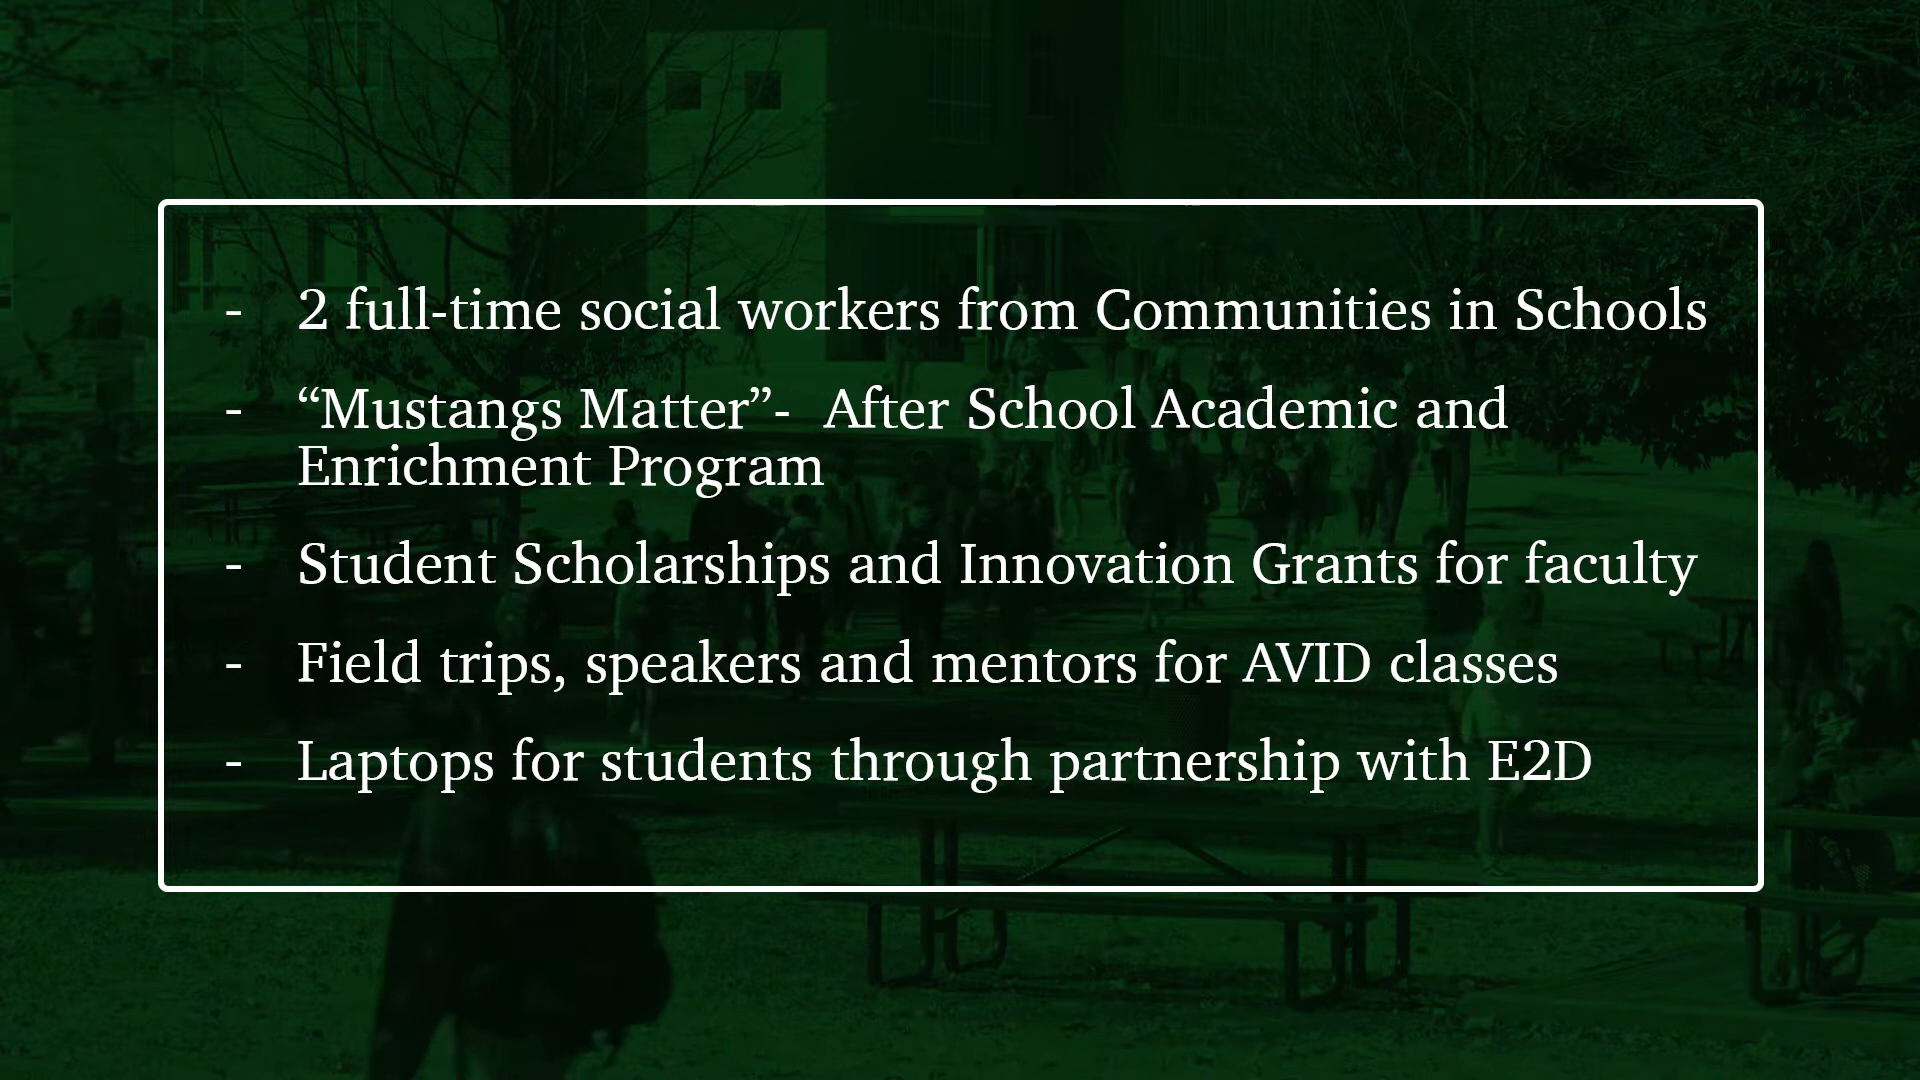 - 2 full-time social workers from Communities in Schools
- “Mustangs Matter”-  After School Academic and
Enrichment Program
- Student Scholarships and Innovation Grants for faculty
- Field trips, speakers and mentors for AVID classes
- Laptops for students through partnership with E2D